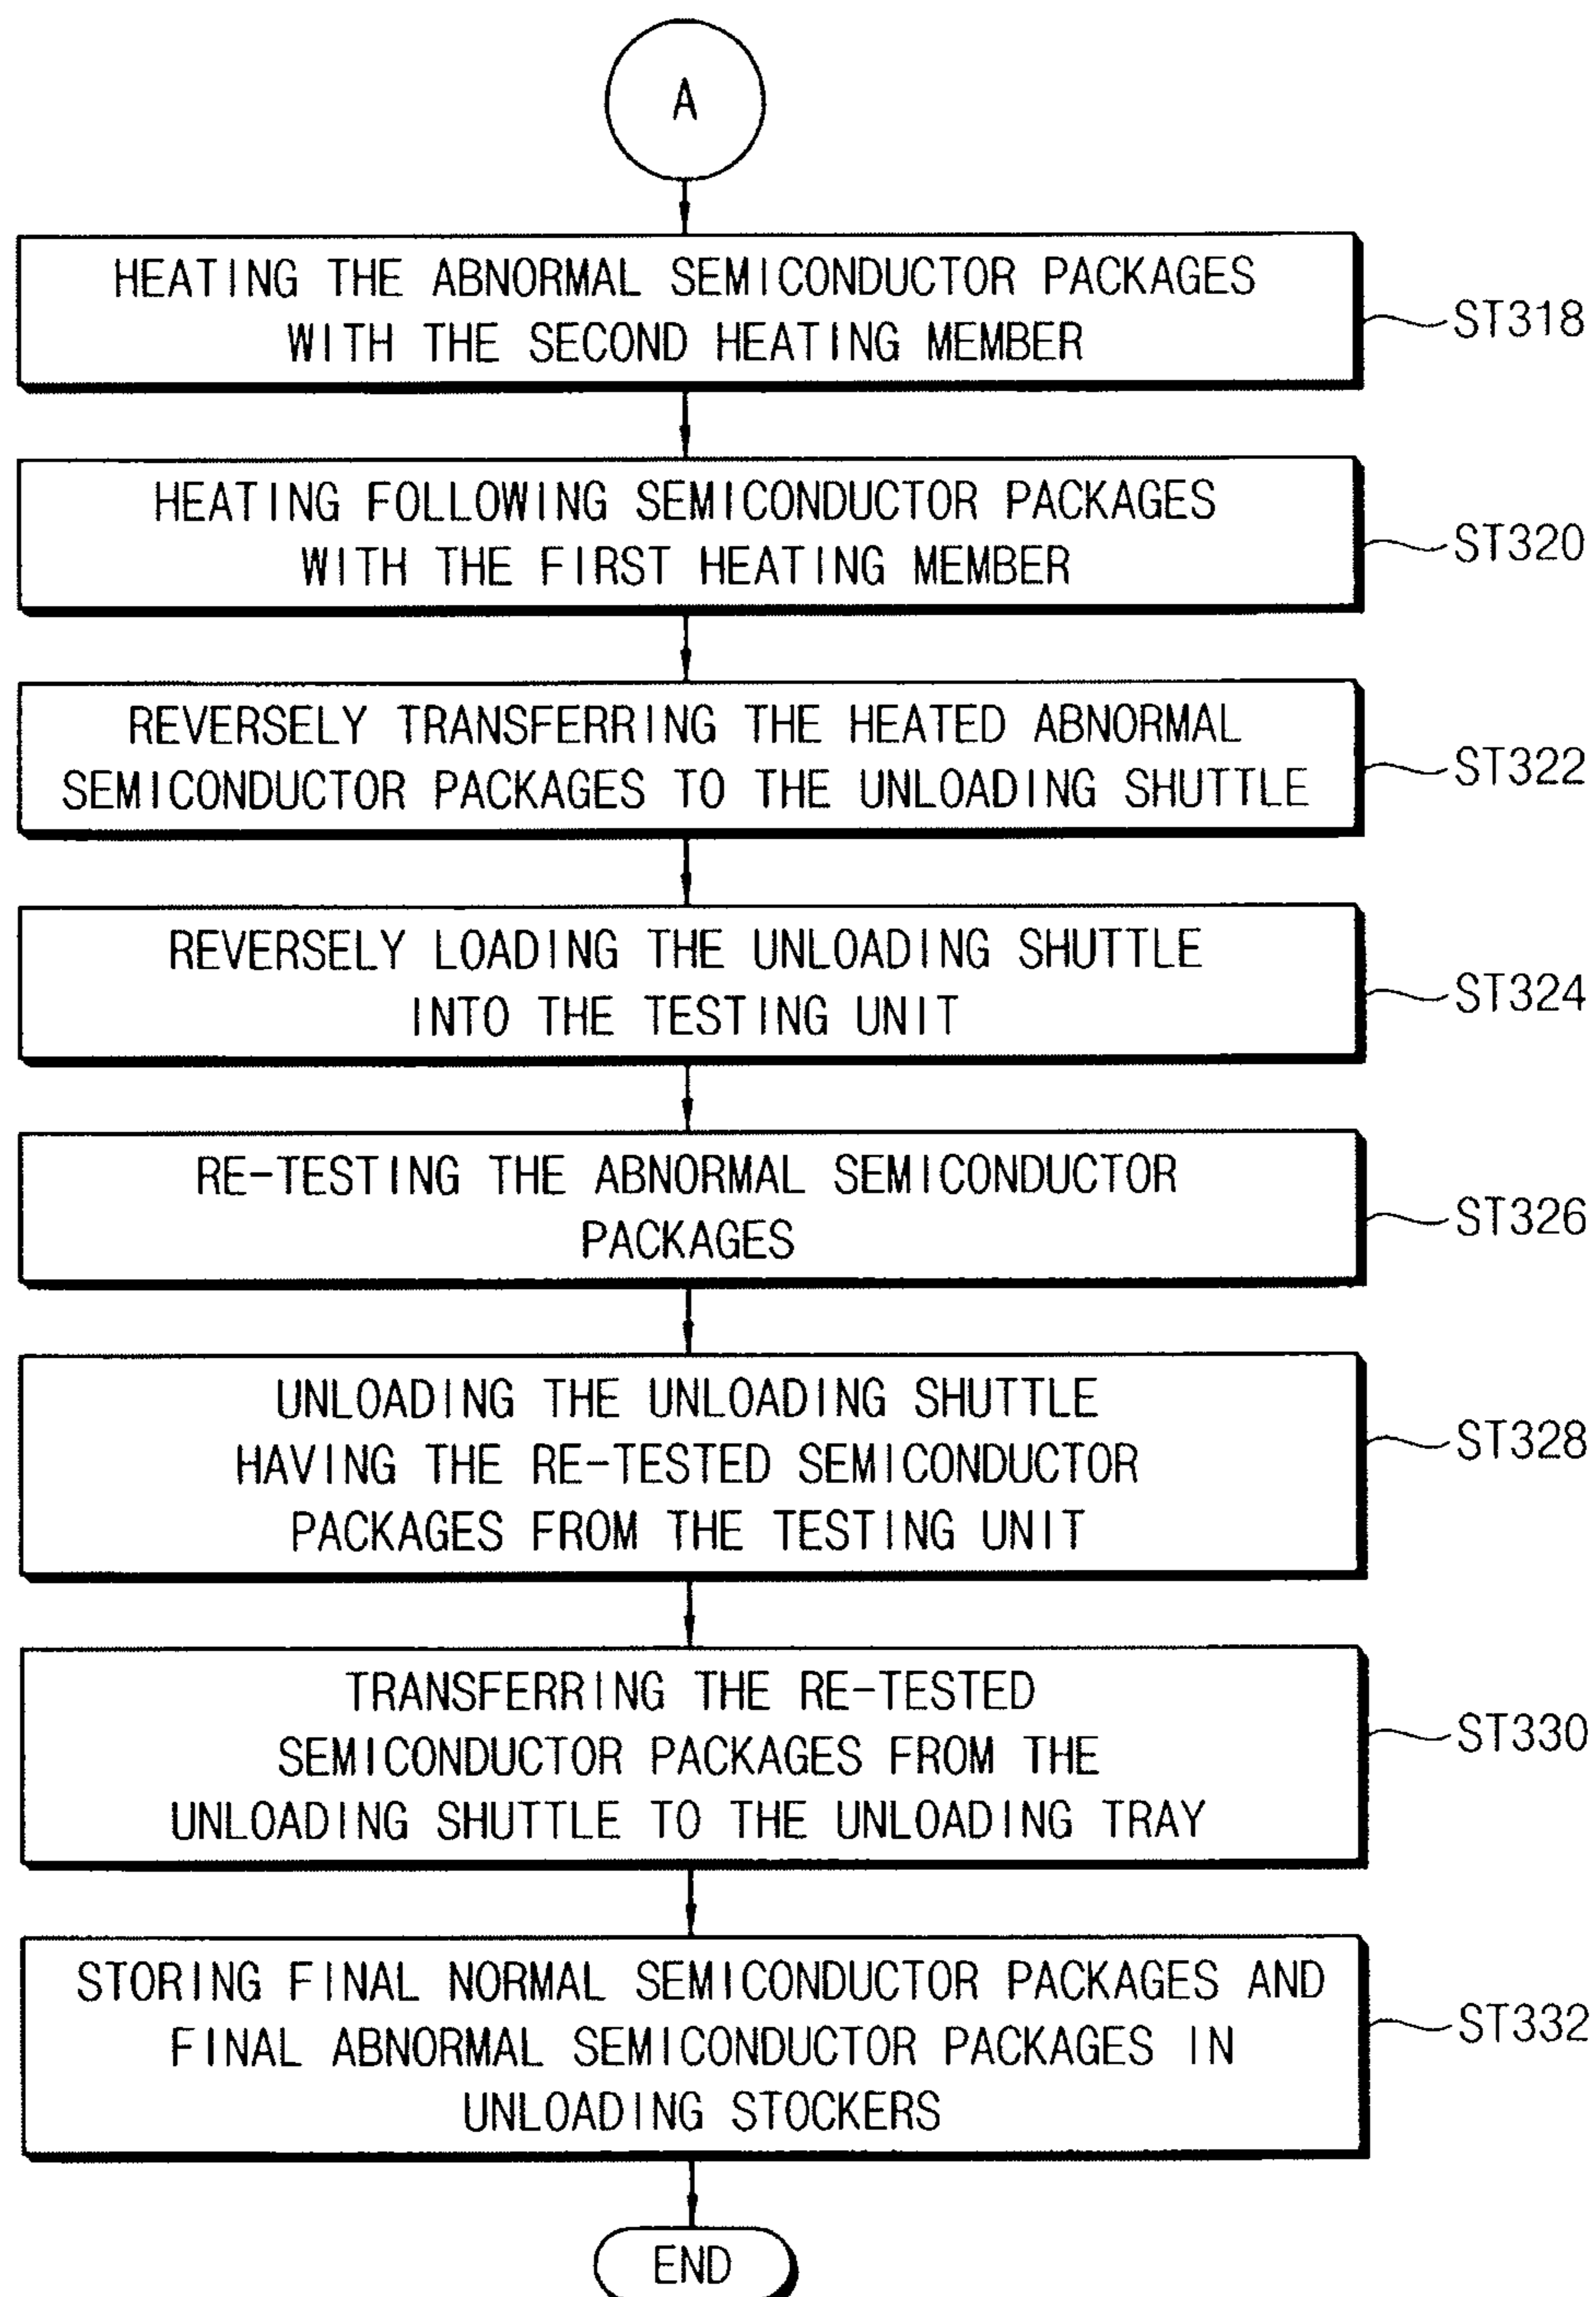 A
HEATING THE ABNORMAL SEMICONDUCTOR PACKAGES
WITH THE SECOND HEATING MEMBER
ST318
HEATING FOLLOWING SEMICONDUCTOR PACKAGES
WITH THE FIRST HEATING MEMBER
ST320
REVERSELY TRANSFERRING THE HEATED ABNORMAL
SEMICONDUCTOR PACKAGES TO THE UNLOADING SHUTTLE
ST322
REVERSELY LOADING THE UNLOADING SHUTTLE
INTO THE TESTING UNIT
ST324
RE-TESTING THE ABNORMAL SEMICONDUCTOR
PACKAGES
ST326
UNLOADING THE UNLOADING SHUTTLE
HAVING THE RE-TESTED SEMICONDUCTOR
PACKAGES FROM THE TESTING UNIT
ST328
TRANSFERRING THE RE-TESTED
SEMICONDUCTOR PACKAGES FROM THE
UNLOADING SHUTTLE TO THE UNLOADING TRAY
ST330
STORING FINAL NORMAL SEMICONDUCTOR PACKAGES AND
FINAL ABNORMAL SEMICONDUCTOR PACKAGES IN
UNLOADING STOCKERS
ST332
END